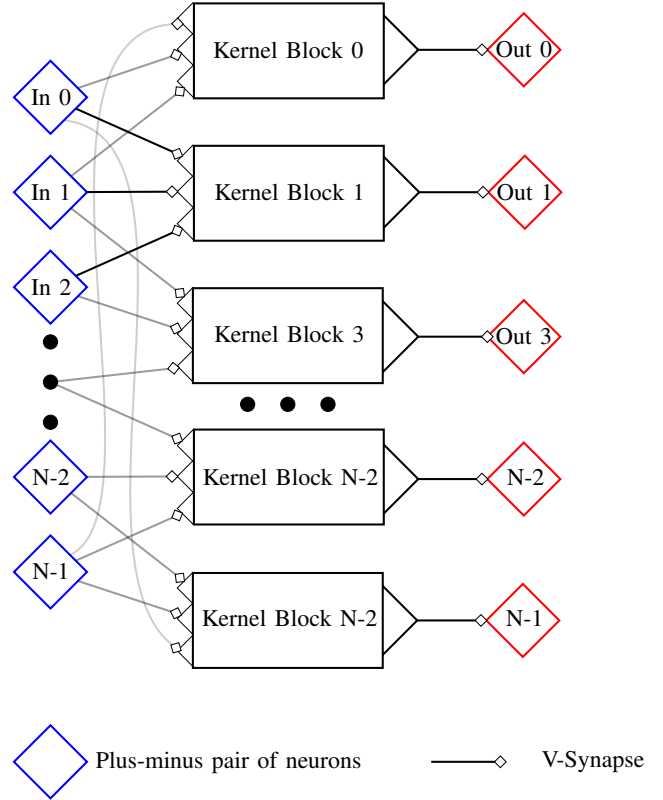 Kernel Block 0
Out 0
In 0
In 1
Kernel Block 1
Out 1
In 2
Kernel Block 3
Out 3
N-2
Kernel Block N-2
N-2
N-1
Kernel Block N-2
N-1
Plus-minus pair of neurons
V-Synapse